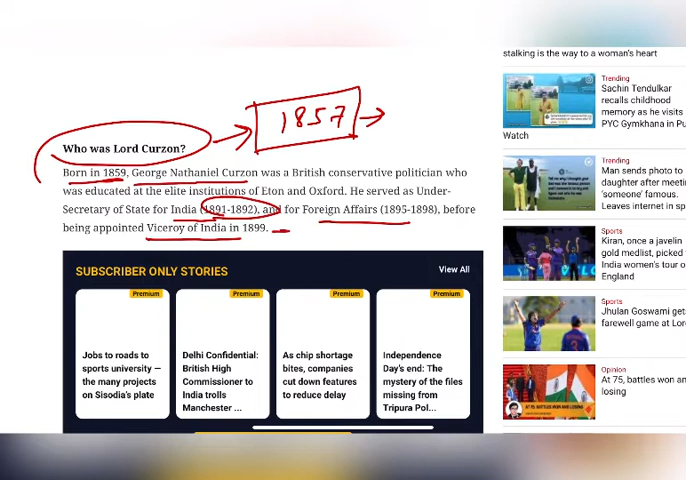 1857
Who was Lord Curzon?
Born in 1859, George Nathaniel Curzon was a British conservative politician who
was educated at the elite institutions of Eton and Oxford. He served as Under-
Secretary of State for India (1891-1892), and for Foreign Affairs (1895-1898), before
being appointed Viceroy of India in 1899.
SUBSCRIBER ONLY STORIES
View All
Premium
Jobs to roads to
sports university —
the many projects
on Sisodia's plate
Premium
Delhi Confidential:
British High
Commissioner to
India trolls
Manchester ...
Premium
As chip shortage
bites, companies
cut down features
to reduce delay
Premium
Independence
Day's end: The
mystery of the files
missing from
Tripura Pol...
stalking is the way to a woman's heart
Trending
Sachin Tendulkar
recalls childhood
memory as he visits
PYC Gymkhana in Pu
Watch
Trending
Man sends photo to
daughter after meeti
'someone' famous.
Leaves internet in sp
Sports
Kiran, once a javelin
gold medlist, picked
India women's tour o
England
Sports
Jhulan Goswami gets
farewell game at Lor
Opinion
At 75, battles won an
losing